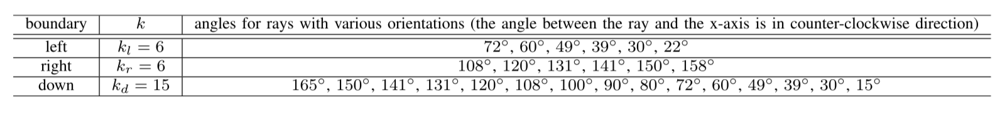 boundary k angles for rays with various orientations (the angle between the ray and the x-axis is in counter-clockwise direction)
left kₗ = 6 72°, 60°, 49°, 39°, 30°, 22°
right kᵣ = 6 108°, 120°, 131°, 141°, 150°, 158°
down k_d = 15 165°, 150°, 141°, 131°, 120°, 108°, 100°, 90°, 80°, 72°, 60°, 49°, 39°, 30°, 15°